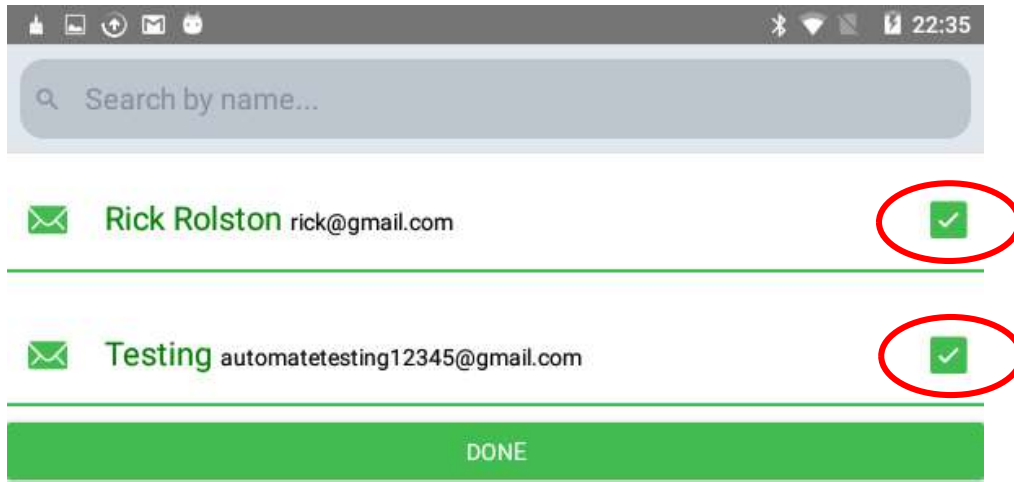 22:35
Search by name...
Rick Rolston rick@gmail.com
Testing automatetesting12345@gmail.com
DONE